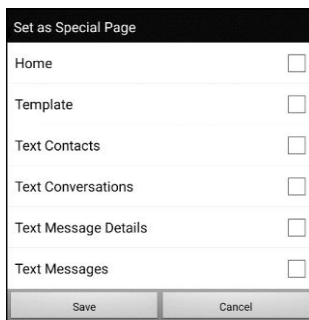 Set as Special Page
Home
Template
Text Contacts
Text Conversations
Text Message Details
Text Messages
Save Cancel